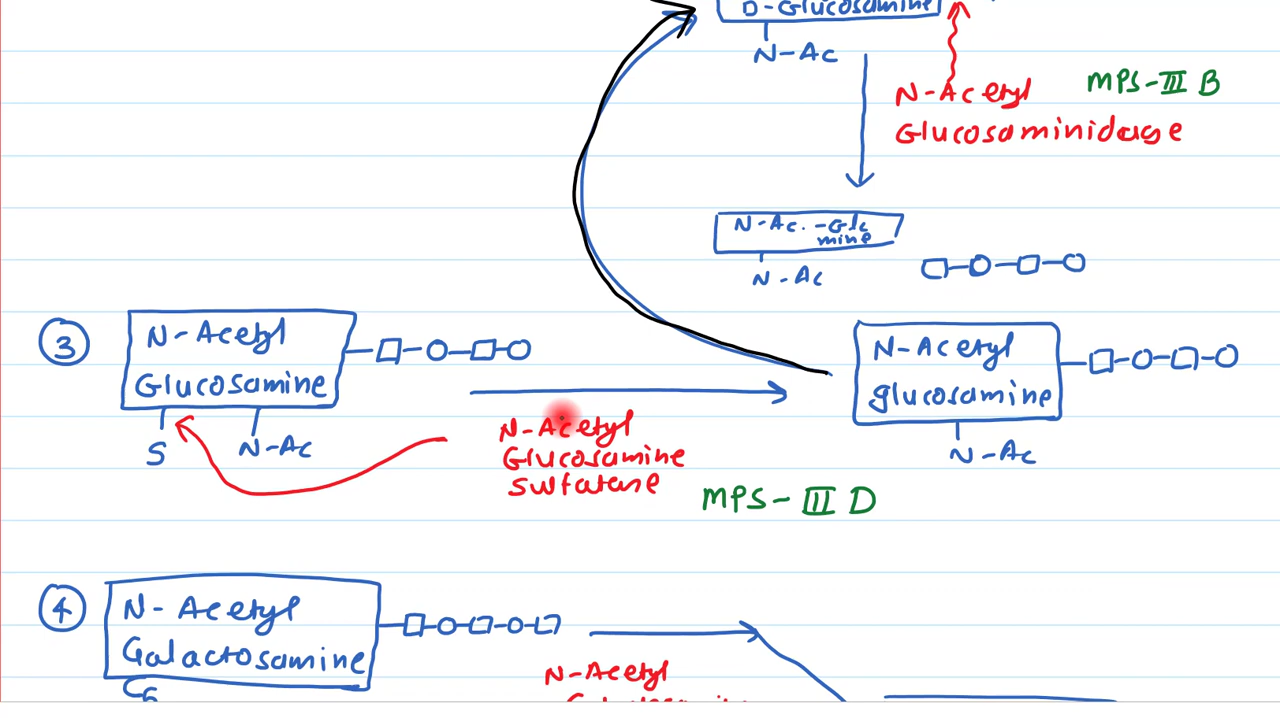 D-Glucosamine
N-Ac
N-Acetyl
MPS-III B
Glucosaminidase
N-Ac.-Glc
mine
N-Ac
3
N-Acetyl
Glucosamine
S
N-Ac
N-Acetyl
Glucosamine
Sulfatase
MPS-III D
N-Acetyl
glucosamine
N-Ac
4
N-Acetyl
Galactosamine
C6
N-Acetyl